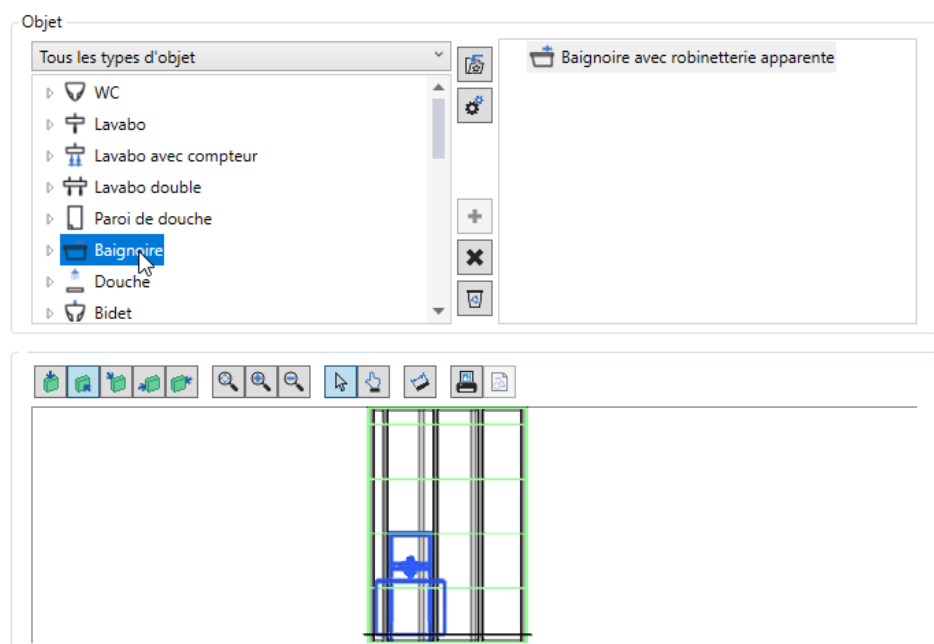 Objet
Tous les types d'objet
Baignoire avec robinetterie apparente
WC
Lavabo
Lavabo avec compteur
Lavabo double
Paroi de douche
Baignoire
Douche
Bidet